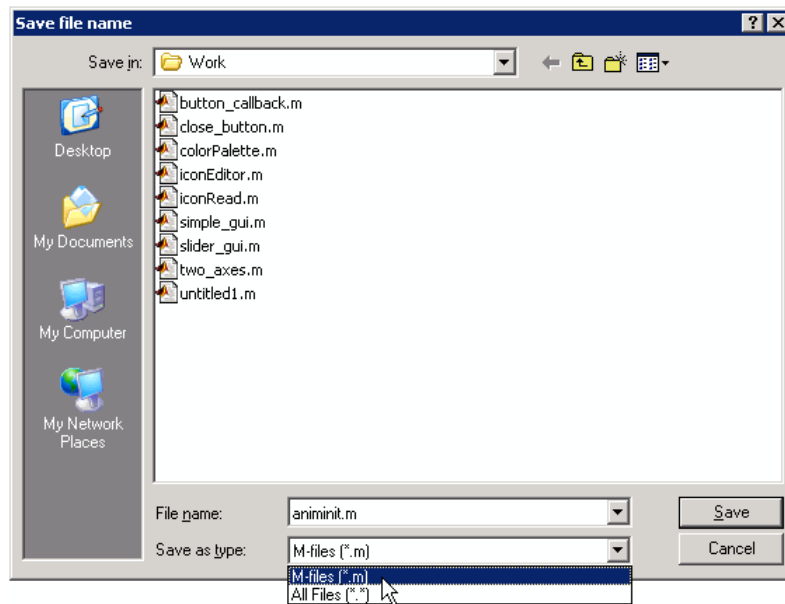 Save file name
Save in: Work
button_callback.m
close_button.m
colorPalette.m
iconEditor.m
iconRead.m
simple_gui.m
slider_gui.m
two_axes.m
untitled1.m
Desktop
My Documents
My Computer
My Network
Places
File name: animinit.m Save
Save as type: M-files (*.m) Cancel
M-files (*.m)
All Files (*.*)